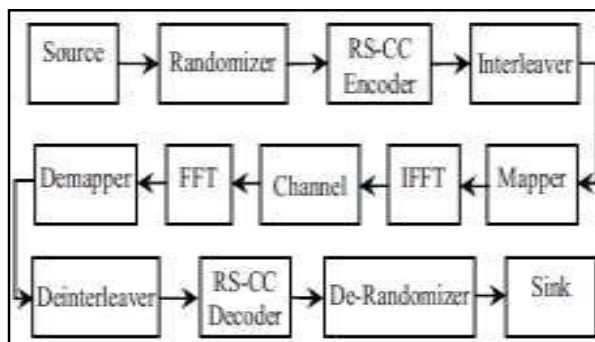 Source
Randomizer
RS-CC
Encoder
Interleaver
Demapper
FFT
Channel
IFFT
Mapper
Deinterleaver
RS-CC
Decoder
De-Randomizer
Sink